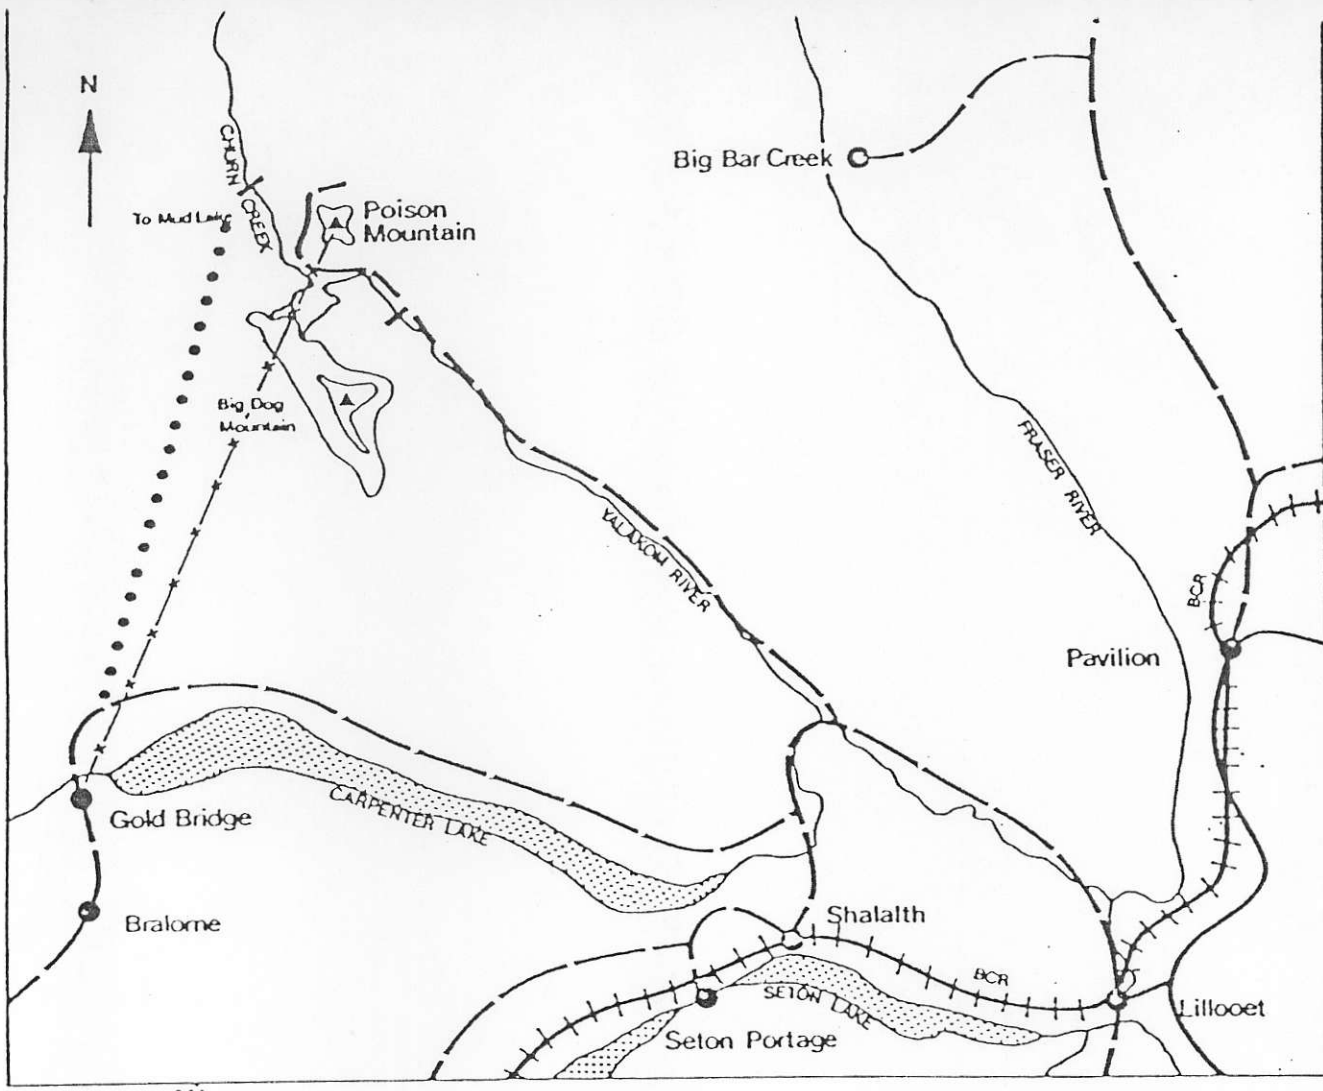 N
CHURN
CREEK
To Mud Lake
Poison
Mountain
Big Bar Creek
Big Dog
Mountain
FRASER RIVER
YALAKOM RIVER
BCR
Pavilion
Gold Bridge
CARPENTER LAKE
Bralorne
Shalalth
BCR
SETON LAKE
Lillooet
Seton Portage